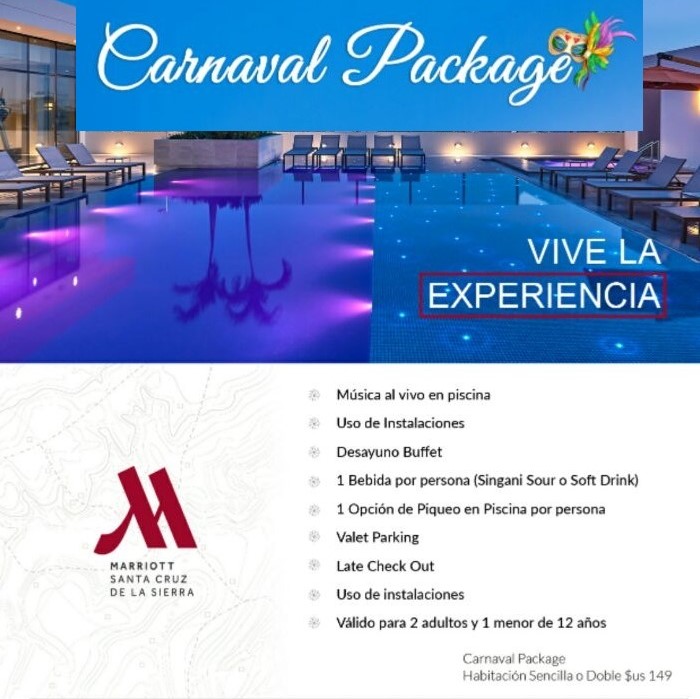 Carnaval Package
VIVE LA
EXPERIENCIA
Música al vivo en piscina
Uso de Instalaciones
Desayuno Buffet
1 Bebida por persona (Singani Sour o Soft Drink)
1 Opción de Piqueo en Piscina por persona
Valet Parking
Late Check Out
Uso de instalaciones
Válido para 2 adultos y 1 menor de 12 años
MARRIOTT
SANTA CRUZ
DE LA SIERRA
Carnaval Package
Habitación Sencilla o Doble $us 149